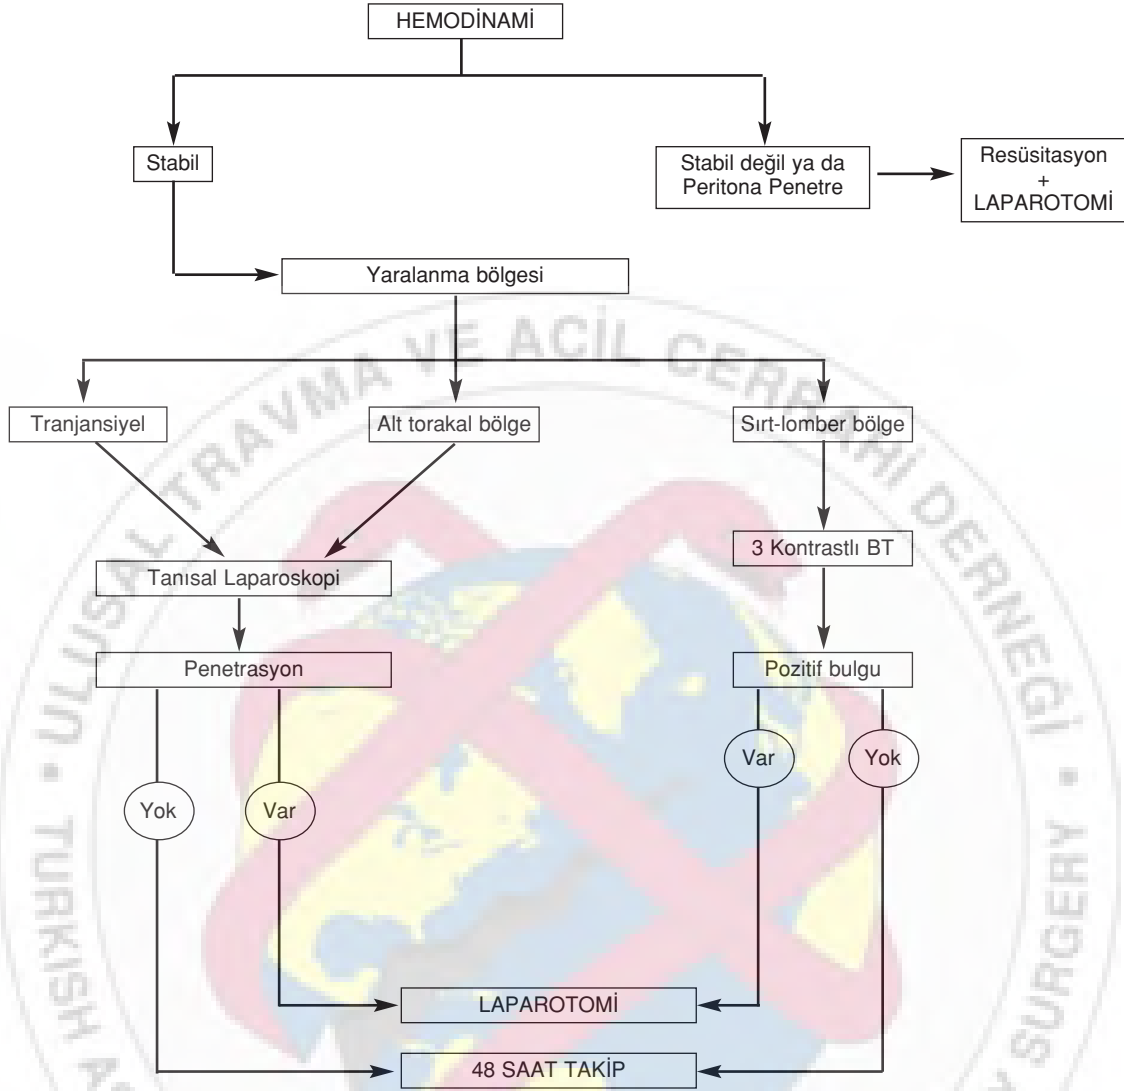 HEMODİNAMİ
Stabil
Stabil değil ya da
Peritona Penetre
Resüsitasyon
+
LAPAROTOMİ
Yaralanma bölgesi
Tranjansiyel
Alt torakal bölge
Sırt-lomber bölge
3 Kontrastlı BT
Tanısal Laparoskopi
Penetrasyon
Pozitif bulgu
Var
Yok
Yok
Var
LAPAROTOMİ
48 SAAT TAKİP
ULUSAL TRAVMA VE ACİL CERRAHİ DERNEĞİ
TURKISH
SURGERY